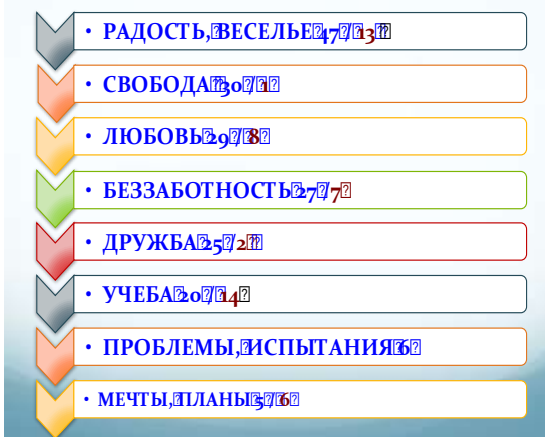 • РАДОСТЬ, ВЕСЕЛЬЕ 47 / 13
• СВОБОДА 30 / 1
• ЛЮБОВЬ 29 / 8
• БЕЗЗАБОТНОСТЬ 27 / 7
• ДРУЖБА 25 / 2
• УЧЕБА 20 / 14
• ПРОБЛЕМЫ, ИСПЫТАНИЯ 6
• МЕЧТЫ, ПЛАНЫ 5 / 6